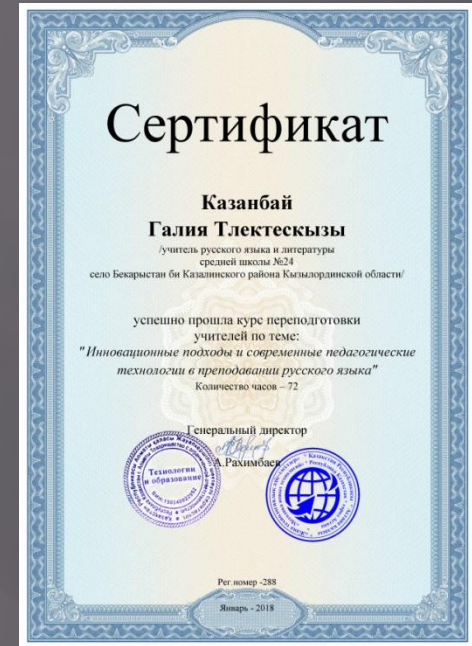 Сертификат
Казанбай
Галия Тлектескызы
/учитель русского языка и литературы
средней школы №24
село Бекарыстан би Казалинского района Кызылординской области/
успешно прошла курс переподготовки
учителей по теме:
"Инновационные подходы и современные педагогические
технологии в преподавании русского языка"
Количество часов – 72
Генеральный директор
А.Рахимбаев
Технологии
и образование
Рег.номер -288
Январь - 2018